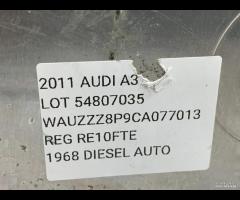 2011 AUDI A3
LOT 54807035
WAUZZZ8P9CA077013
REG RE10FTE
1968 DIESEL AUTO